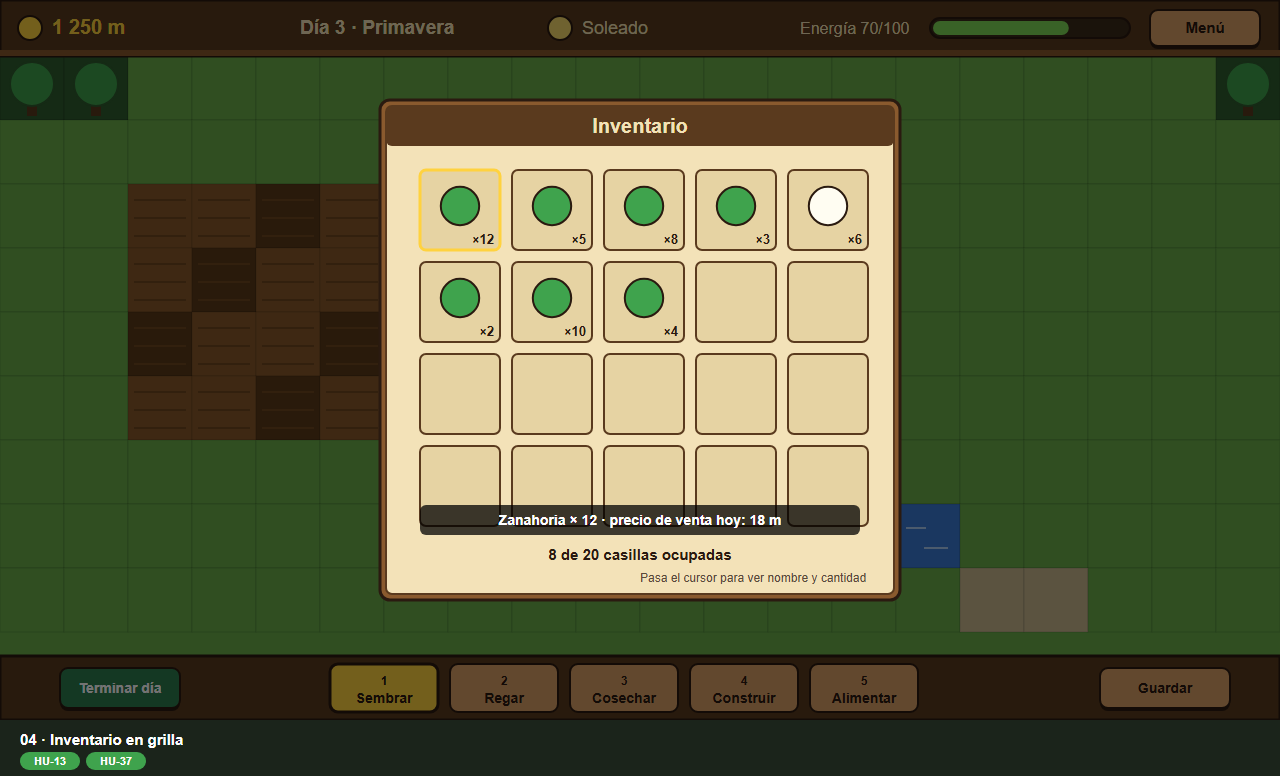 1 250 m
Día 3 · Primavera
Soleado
Energía 70/100
Menú
Inventario
×12
×5
×8
×3
×6
×2
×10
×4
Zanahoria × 12 · precio de venta hoy: 18 m
8 de 20 casillas ocupadas
Pasa el cursor para ver nombre y cantidad
Terminar día
1
Sembrar
2
Regar
3
Cosechar
4
Construir
5
Alimentar
Guardar
04 · Inventario en grilla
HU-13
HU-37